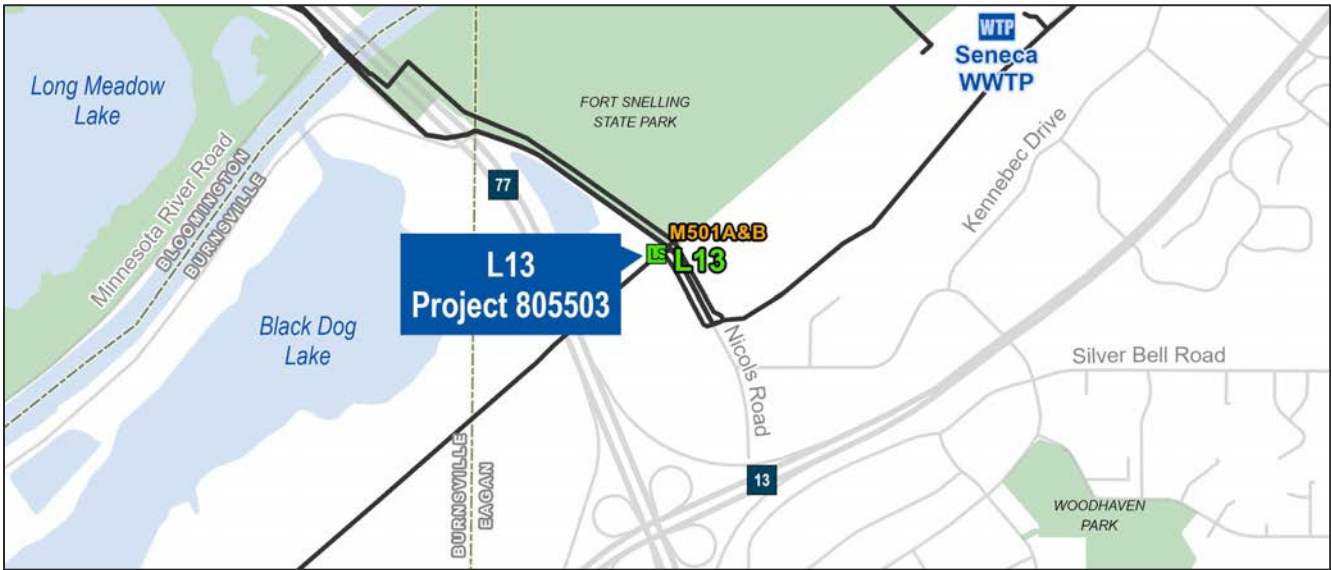 WTP
Seneca
WWTP
Long Meadow
Lake
FORT SNELLING
STATE PARK
Kennebec Drive
Minnesota River Road
BLOOMINGTON
BURNSVILLE
77
M501A&B
LS
L13
L13
Project 805503
Black Dog
Lake
Nicols Road
Silver Bell Road
BURNSVILLE
EAGAN
13
WOODHAVEN
PARK